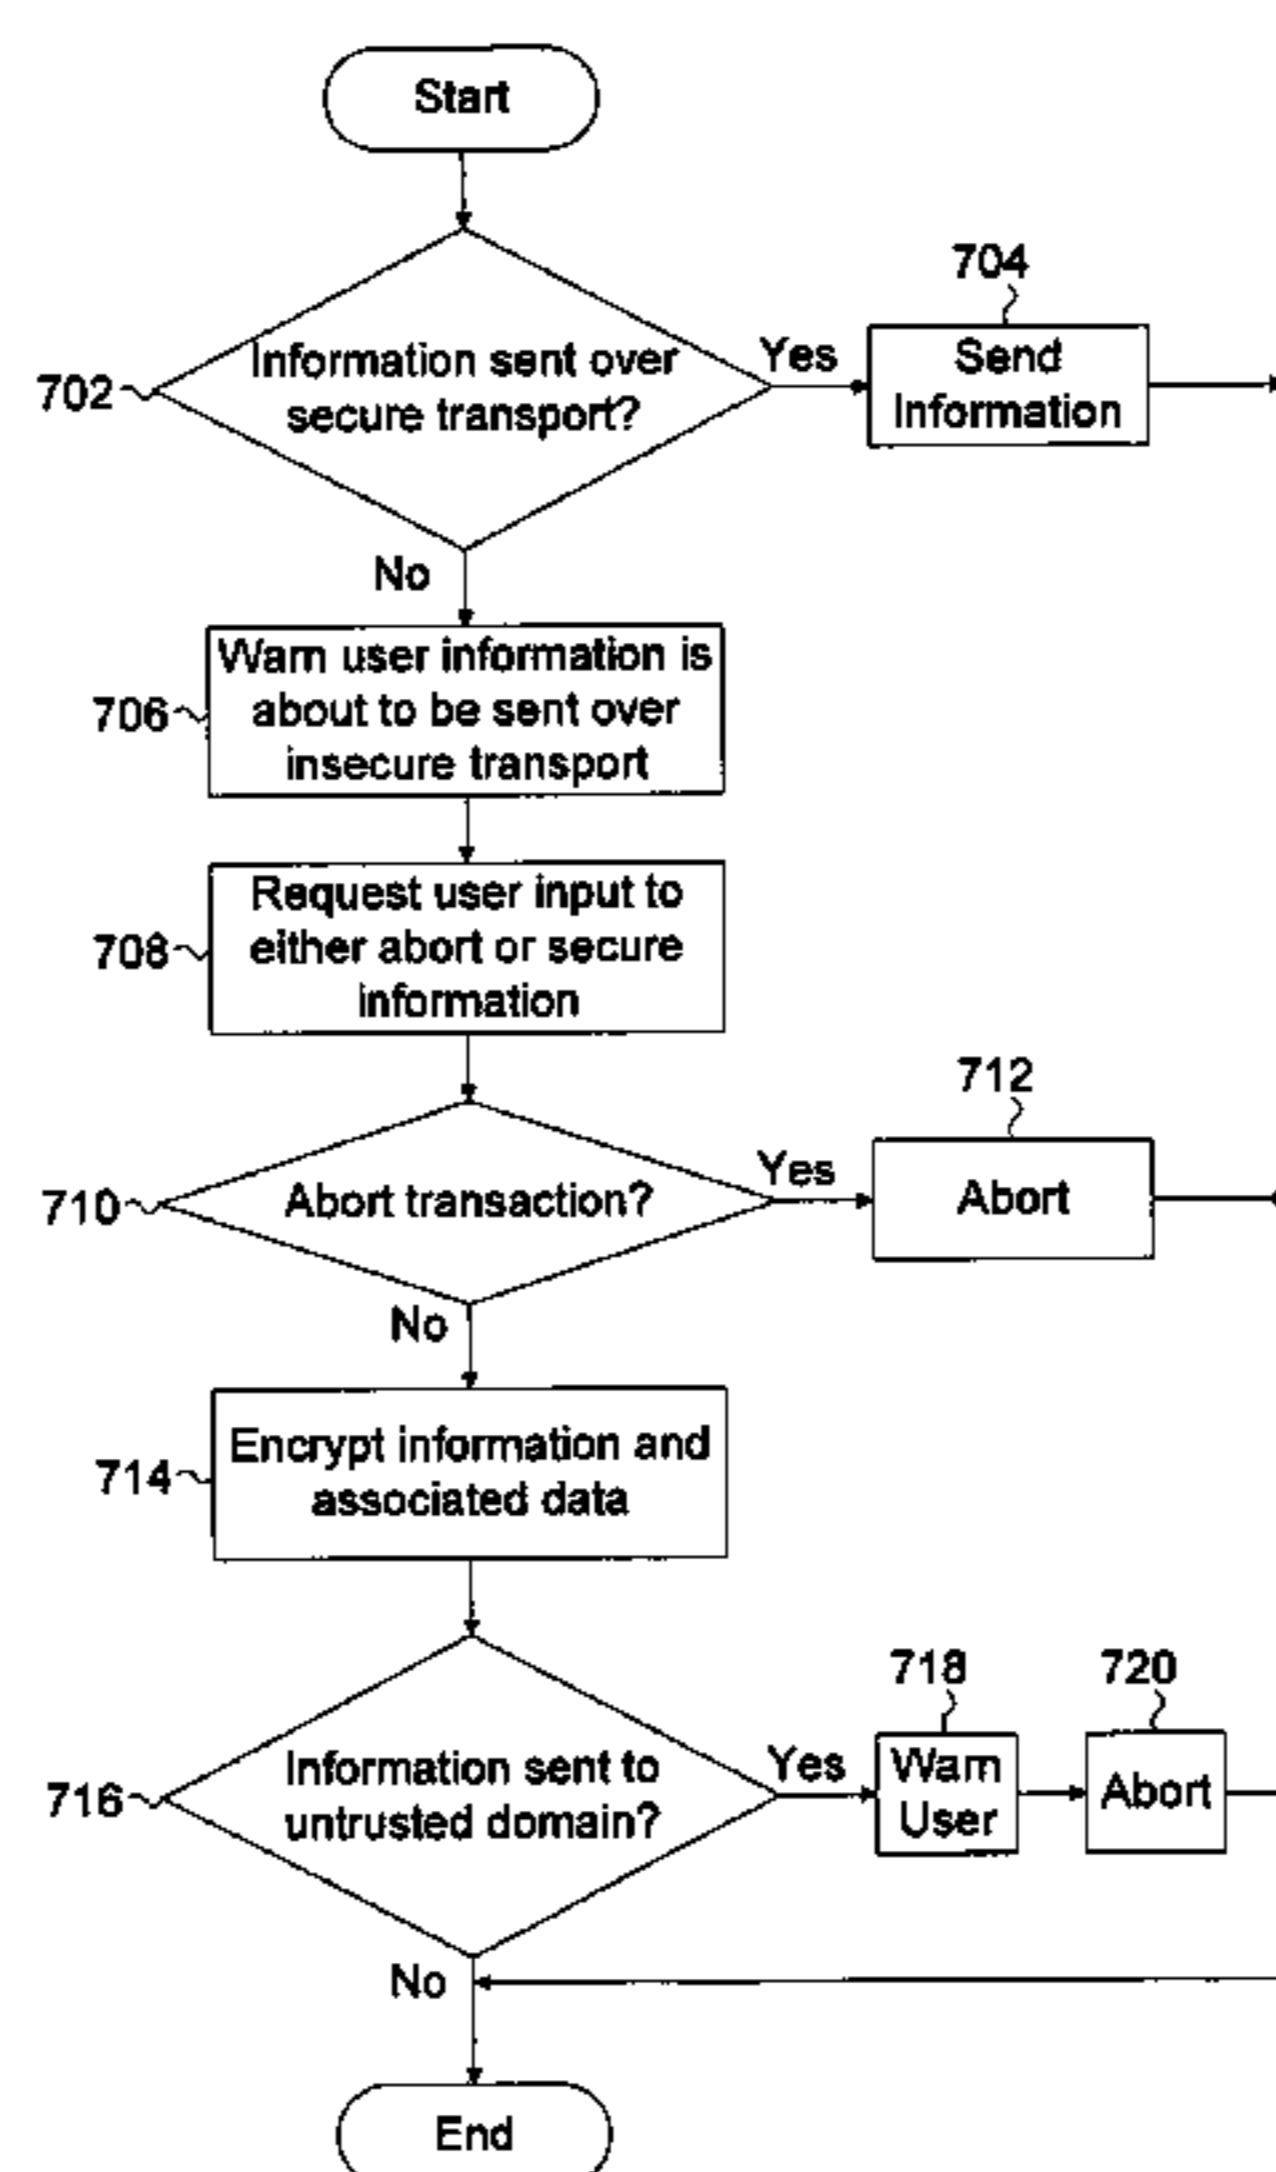 Start
704
Information sent over
secure transport?
Yes
Send
Information
702
No
Warn user information is
about to be sent over
insecure transport
706
Request user input to
either abort or secure
information
708
712
Abort transaction?
Yes
Abort
710
No
Encrypt information and
associated data
714
718
720
Information sent to
untrusted domain?
Yes
Warn
User
Abort
716
No
End